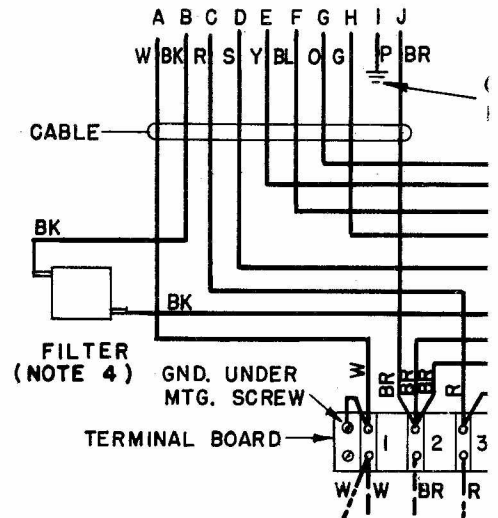 A B C D E F G H I J
W BK R S Y BL O G P BR
CABLE
BK
BK
FILTER
(NOTE 4)
GND. UNDER
MTG. SCREW
W BR BR BR R
TERMINAL BOARD
1 2 3
W W BR R